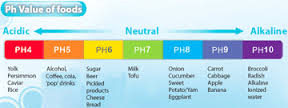 Ph Value of foods
Acidic Neutral Alkaline
PH4 PH5 PH6 PH7 PH8 PH9 PH10
Yolk
Persimmon
Caviar
Rice
Alcohol,
Coffee, cola,
'pop' drinks
Sugar
Beer
Pickled
products
Cheese
Bread
Milk
Tofu
Onion
Cucumber
Sweet
Potato/Yam
Eggplant
Carrot
Cabbage
Apple
Banana
Broccoli
Radish
Alkaline
Ionized
water